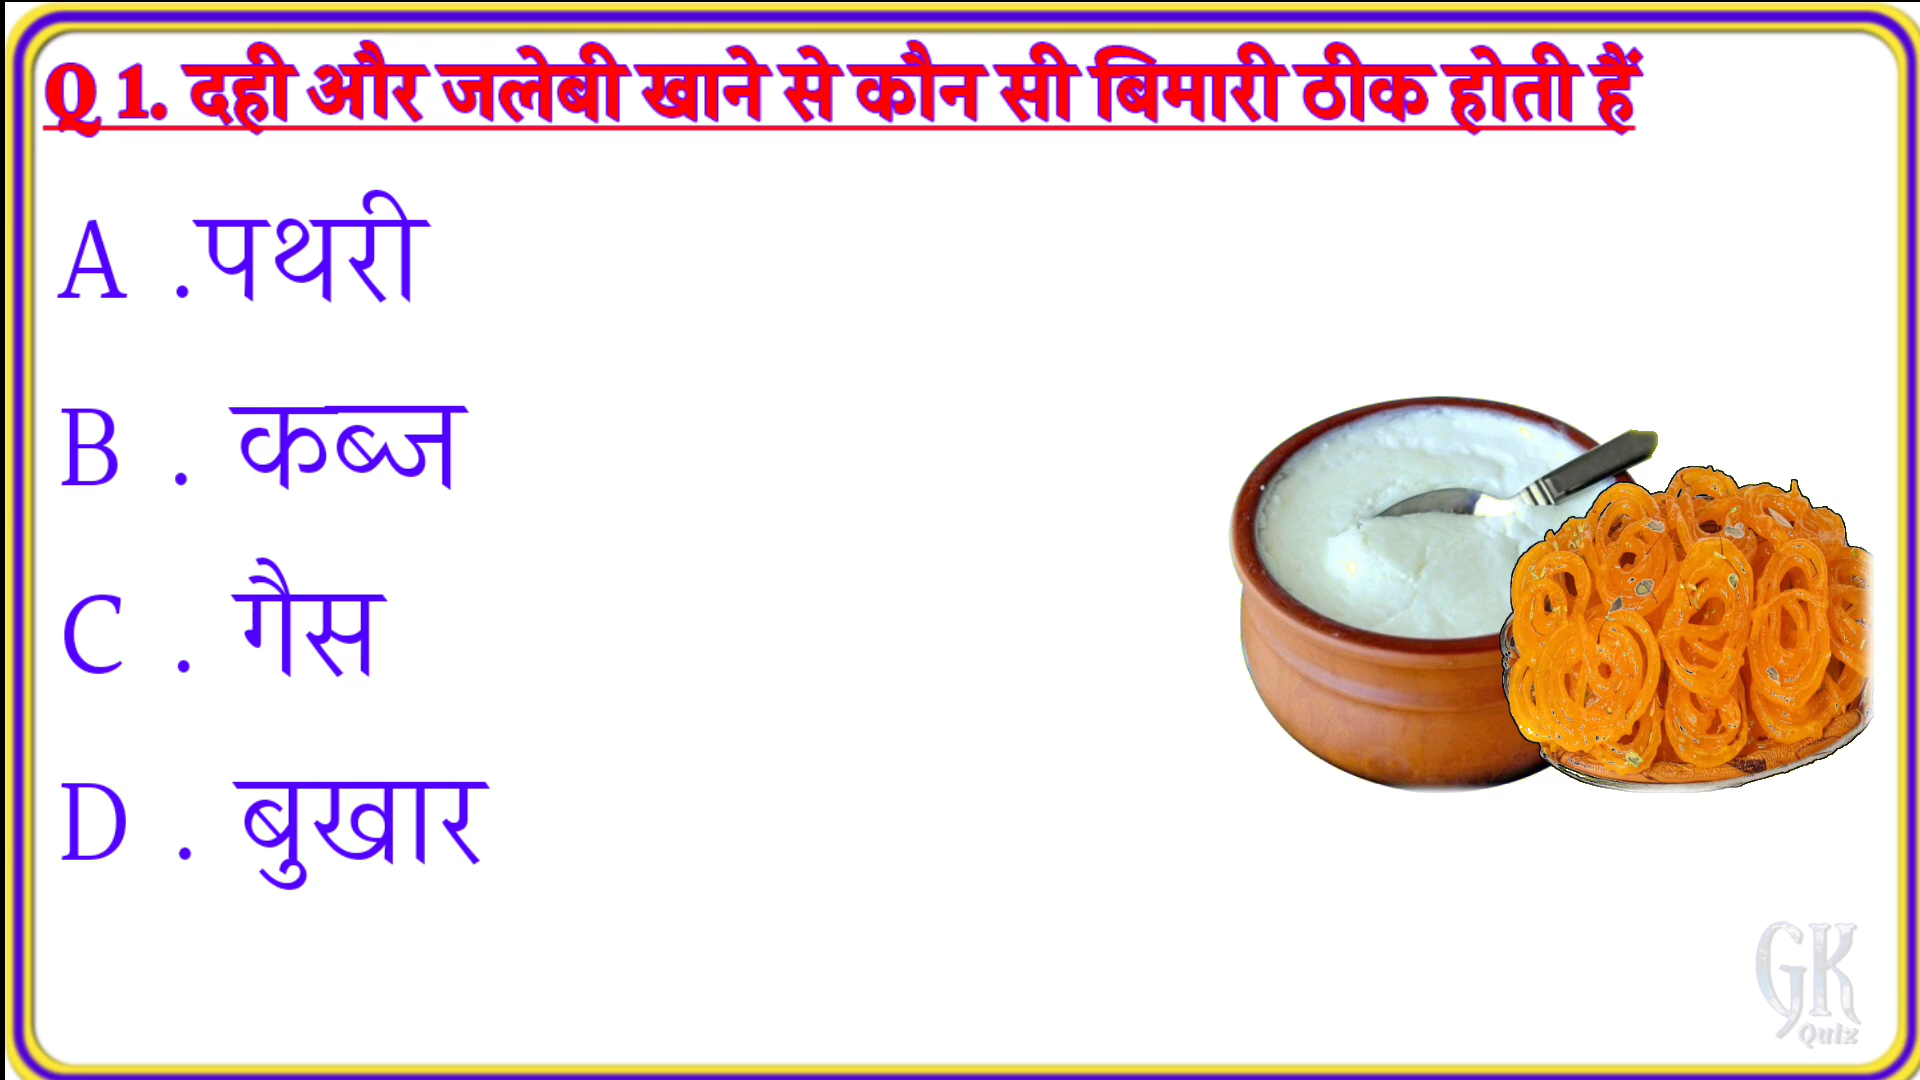 Q 1. दही और जलेबी खाने से कौन सी बिमारी ठीक होती हैं
A .पथरी
B . कब्ज
C . गैस
D . बुखार
GK
Quiz